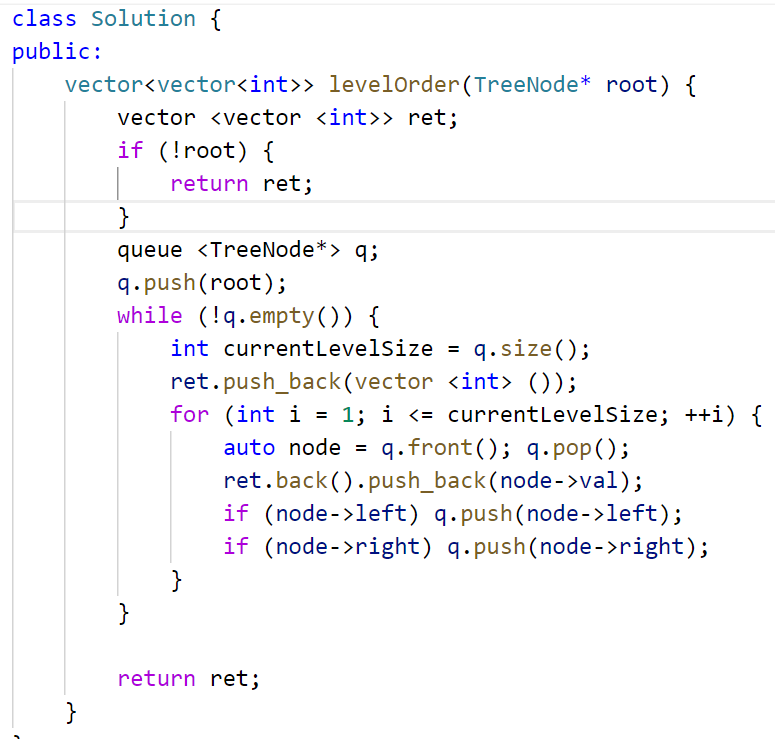 class Solution {
public:
    vector<vector<int>> levelOrder(TreeNode* root) {
        vector <vector <int>> ret;
        if (!root) {
            return ret;
        }
        queue <TreeNode*> q;
        q.push(root);
        while (!q.empty()) {
            int currentLevelSize = q.size();
            ret.push_back(vector <int> ());
            for (int i = 1; i <= currentLevelSize; ++i) {
                auto node = q.front(); q.pop();
                ret.back().push_back(node->val);
                if (node->left) q.push(node->left);
                if (node->right) q.push(node->right);
            }
        }

        return ret;
    }